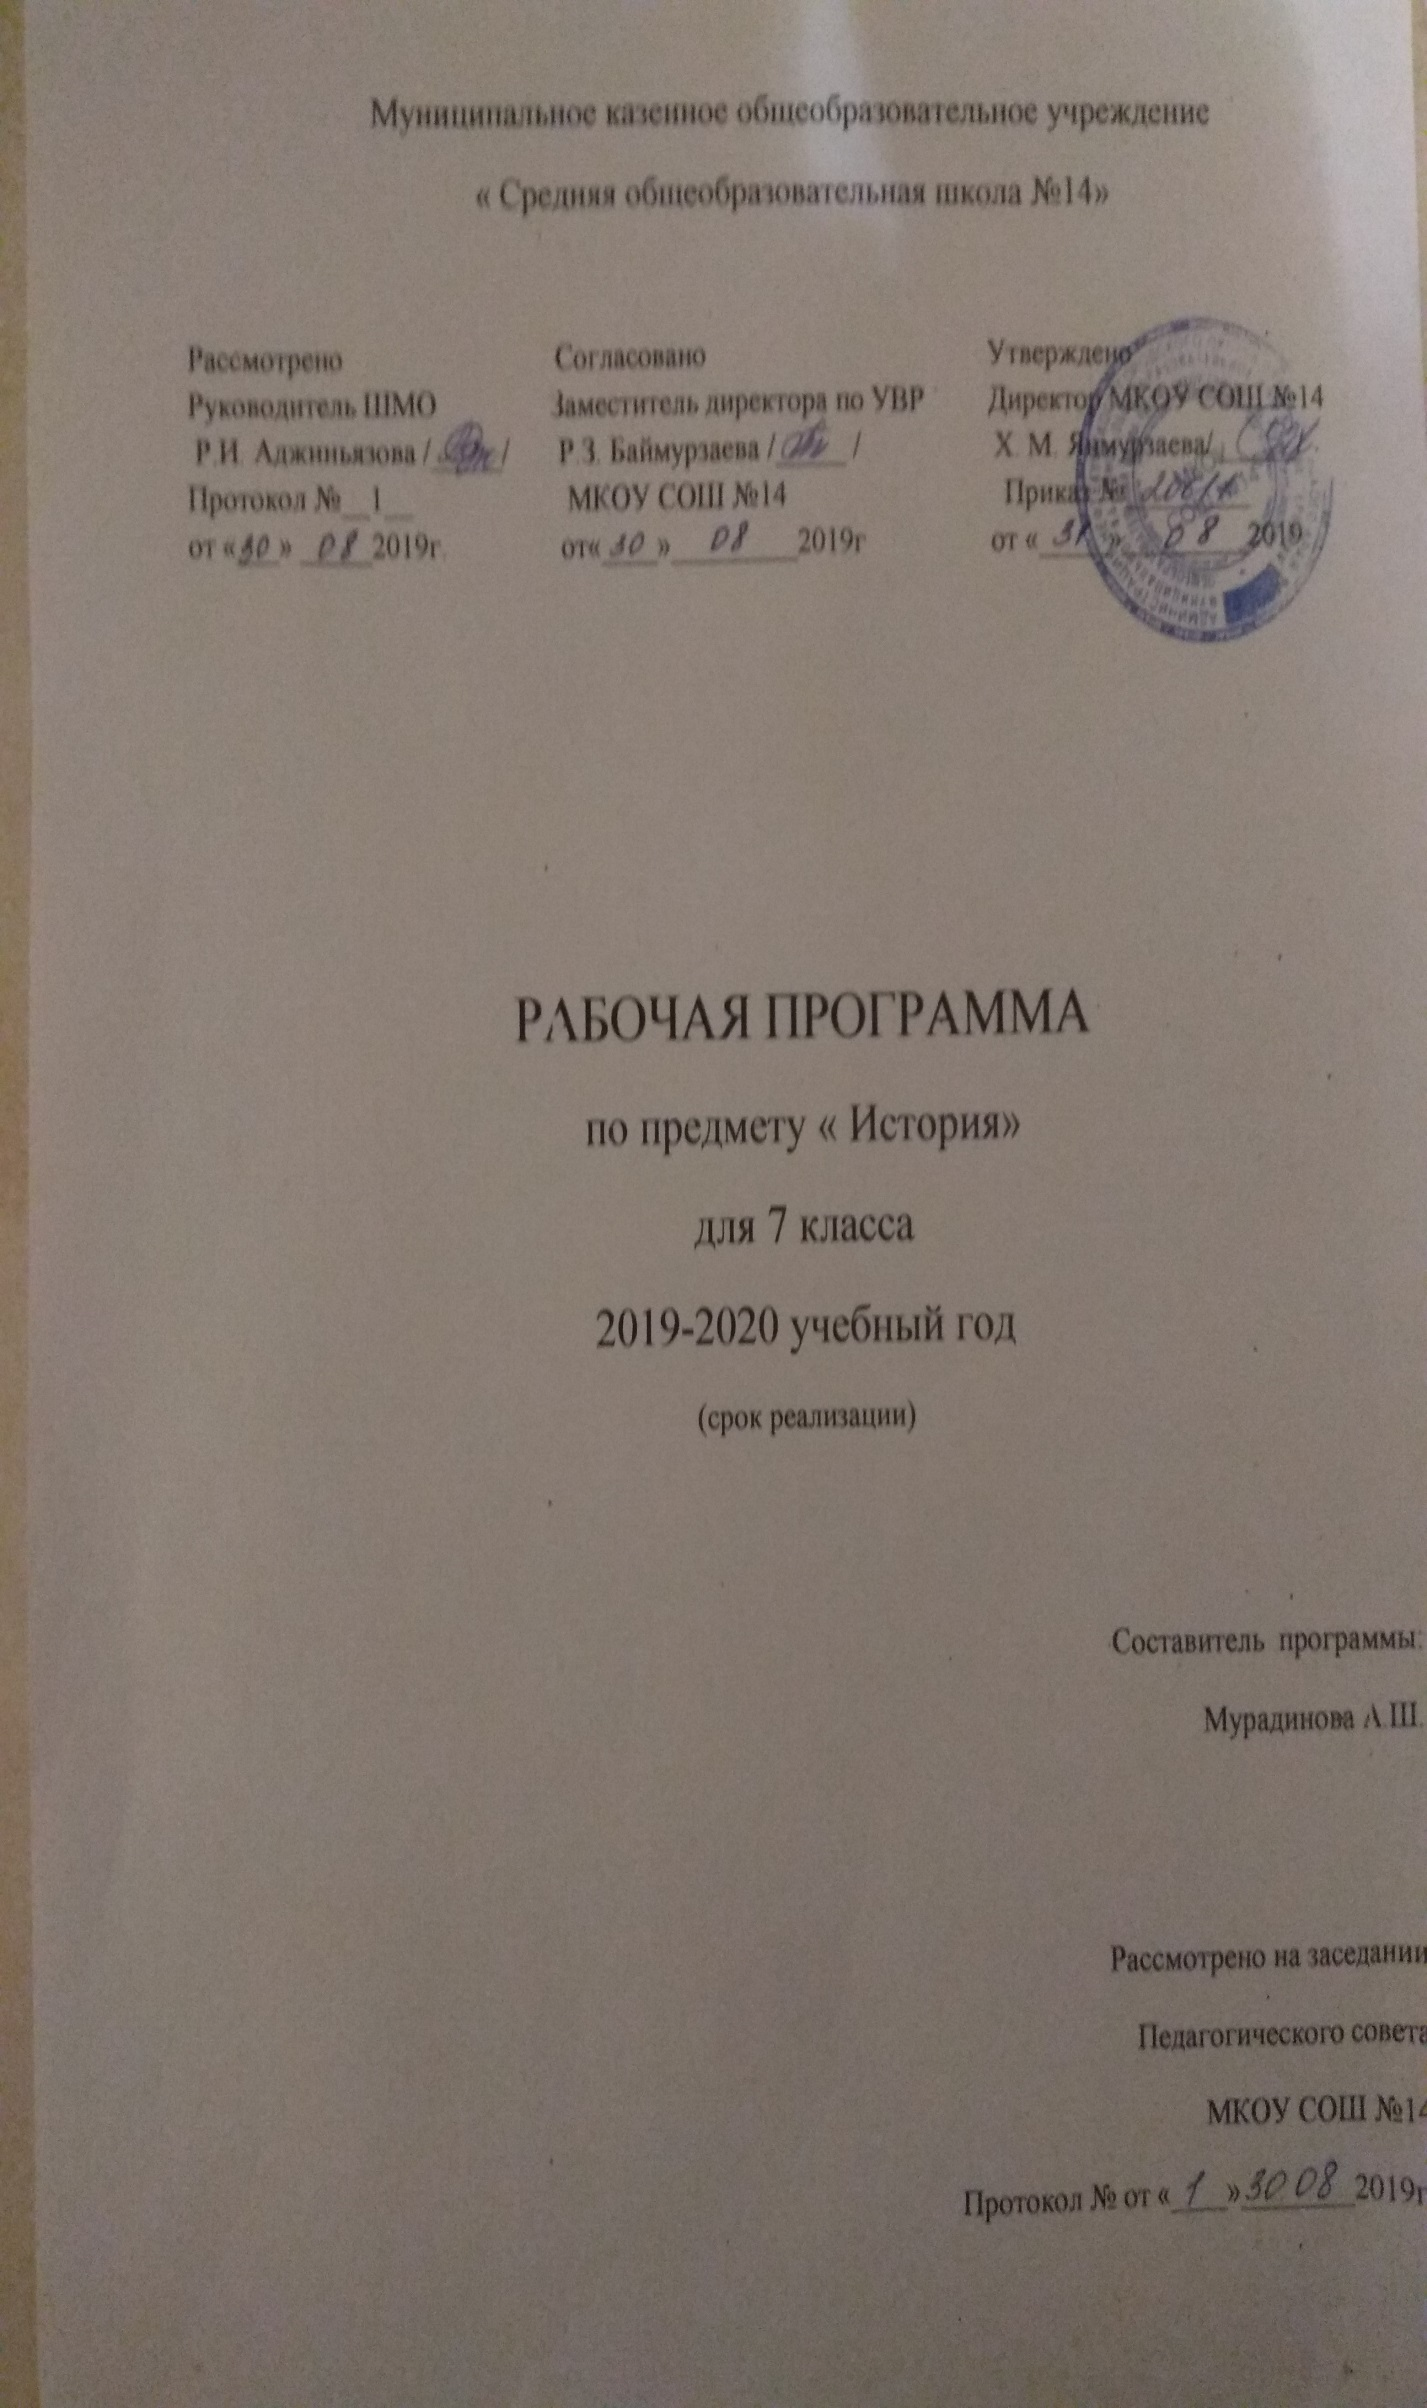 Муниципальное казенное общеобразовательное учреждение
« Средняя общеобразовательная школа №14»
Рассмотрено
Руководитель ШМО
Р.И. Аджиньязова / /
Протокол №__1__
от «30» 08 2019г.
Согласовано
Заместитель директора по УВР
Р.З. Баймурзаева / /
МКОУ СОШ №14
от«30» 08 2019г
Утверждено
Директор МКОУ СОШ №14
Х. М. Янмурзаева/
Приказ №
от «31» 08 2019
РАБОЧАЯ ПРОГРАММА
по предмету « История»
для 7 класса
2019-2020 учебный год
(срок реализации)
Составитель программы:
Мурадинова А.Ш.
Рассмотрено на заседании
Педагогического совета
МКОУ СОШ №14
Протокол № от «1» 30 08 2019г